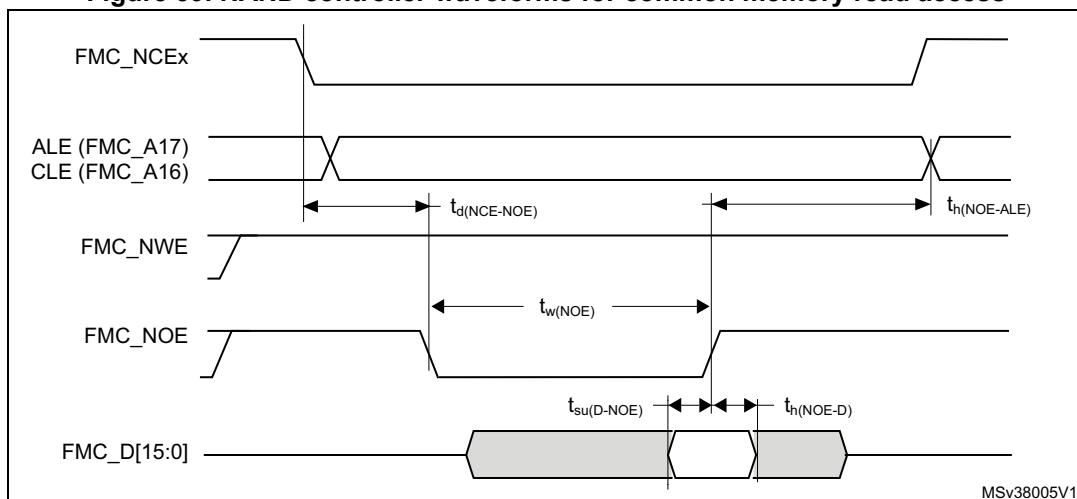 Figure 60. NAND controller waveforms for common memory read access
FMC_NCEx
ALE (FMC_A17)
CLE (FMC_A16)
td(NCE-NOE)
th(NOE-ALE)
FMC_NWE
tw(NOE)
FMC_NOE
tsu(D-NOE)
th(NOE-D)
FMC_D[15:0]
MSv38005V1